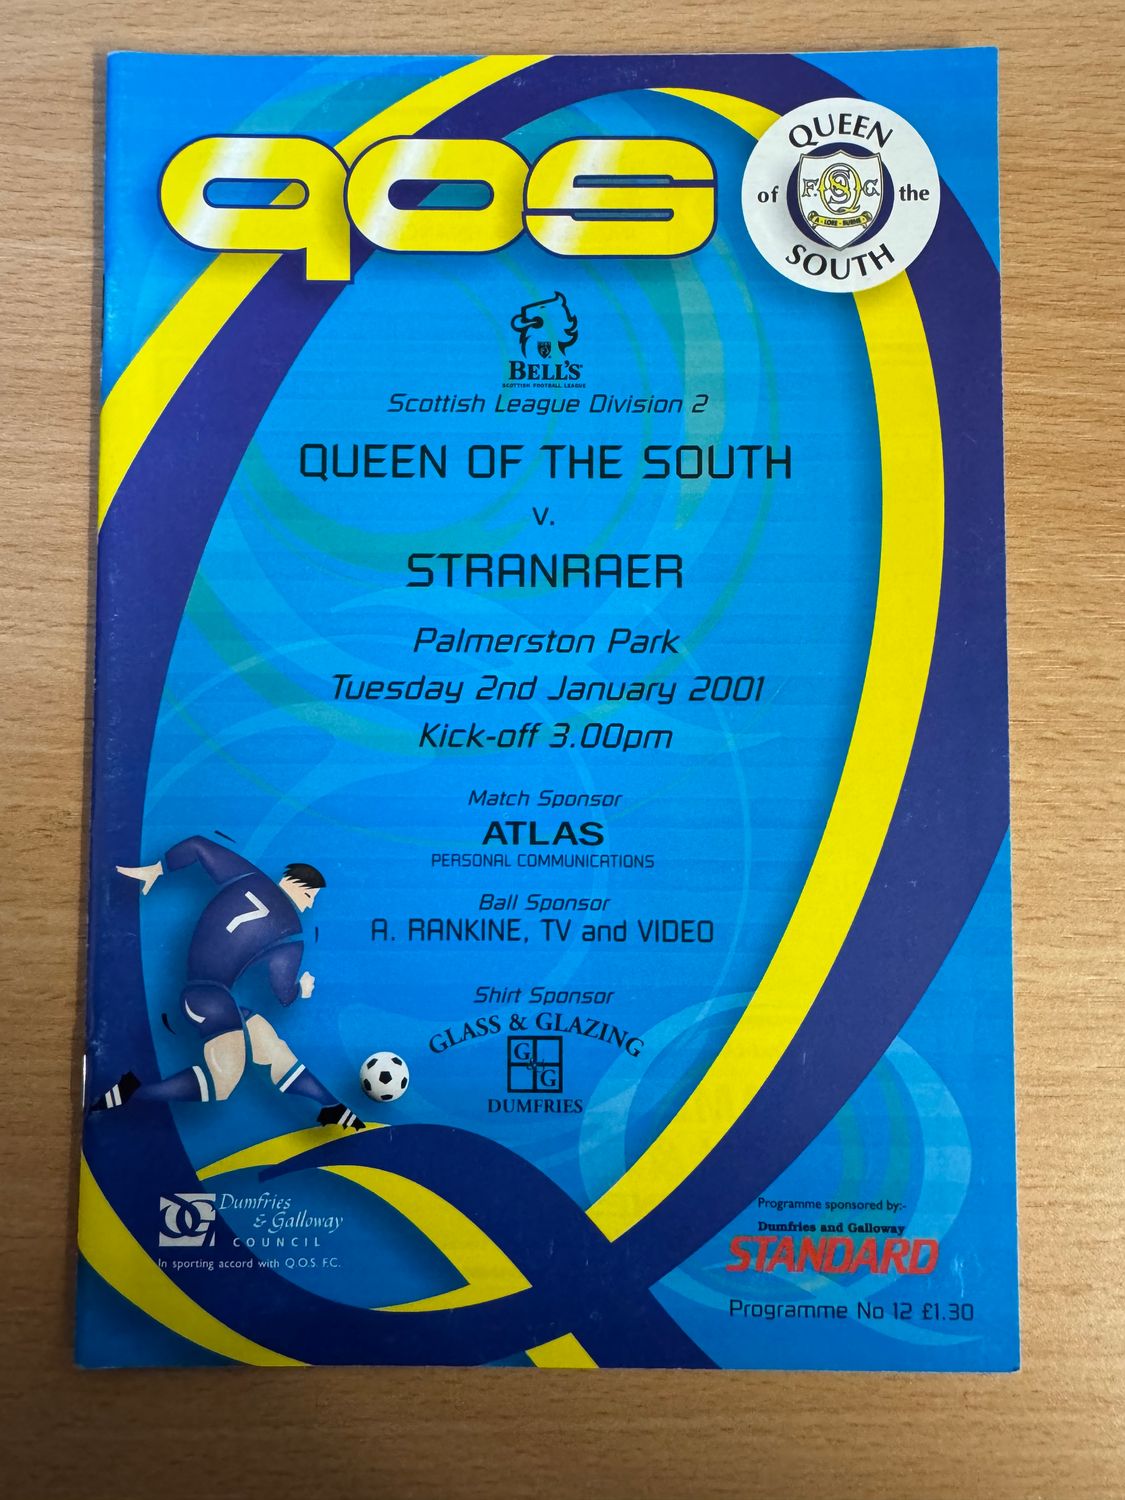 qos
QUEEN
of the
SOUTH
F.C.
BELL'S
SCOTTISH FOOTBALL LEAGUE
Scottish League Division 2
QUEEN OF THE SOUTH
v.
STRANRAER
Palmerston Park
Tuesday 2nd January 2001
Kick-off 3.00pm
Match Sponsor
ATLAS
PERSONAL COMMUNICATIONS
Ball Sponsor
A. RANKINE, TV and VIDEO
7
Shirt Sponsor
GLASS & GLAZING
G & G
DUMFRIES
DG Dumfries
& Galloway
COUNCIL
In sporting accord with Q.O.S. F.C.
Programme sponsored by:-
Dumfries and Galloway
STANDARD
Programme No 12 £1.30